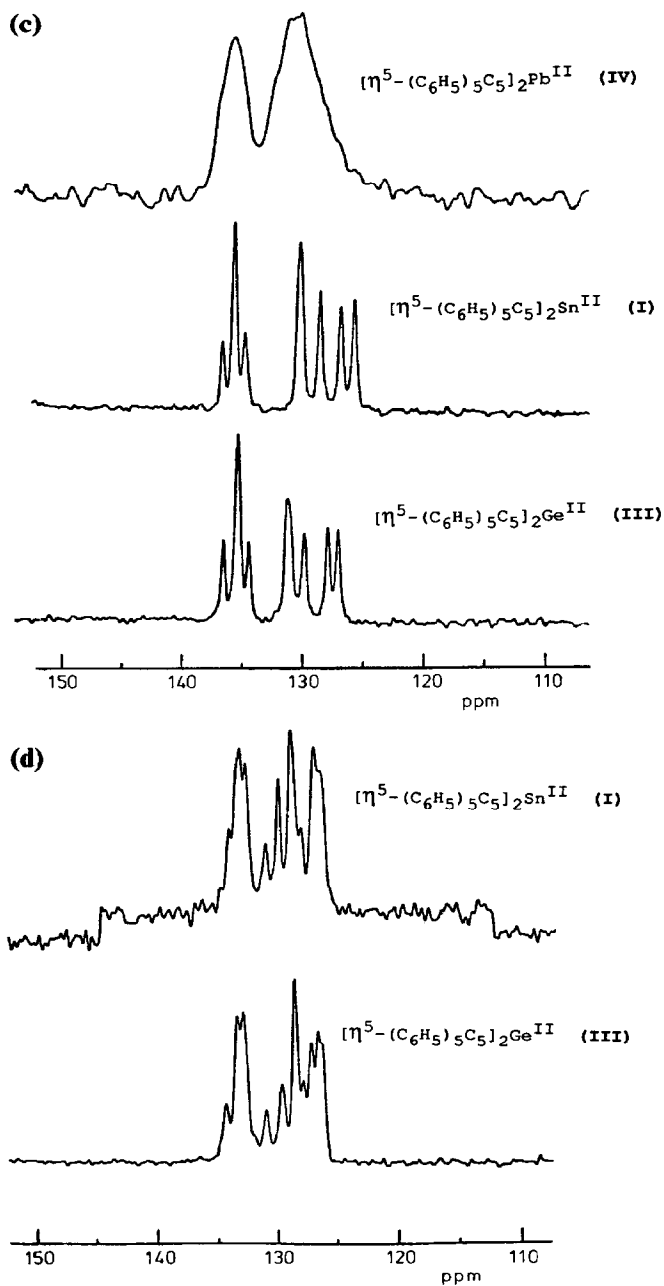 (c)
[η⁵-(C₆H₅)₅C₅]₂Pbᴵᴵ (IV)
[η⁵-(C₆H₅)₅C₅]₂Snᴵᴵ (I)
[η⁵-(C₆H₅)₅C₅]₂Geᴵᴵ (III)
150 140 130 120 110
ppm
(d)
[η⁵-(C₆H₅)₅C₅]₂Snᴵᴵ (I)
[η⁵-(C₆H₅)₅C₅]₂Geᴵᴵ (III)
150 140 130 120 110
ppm